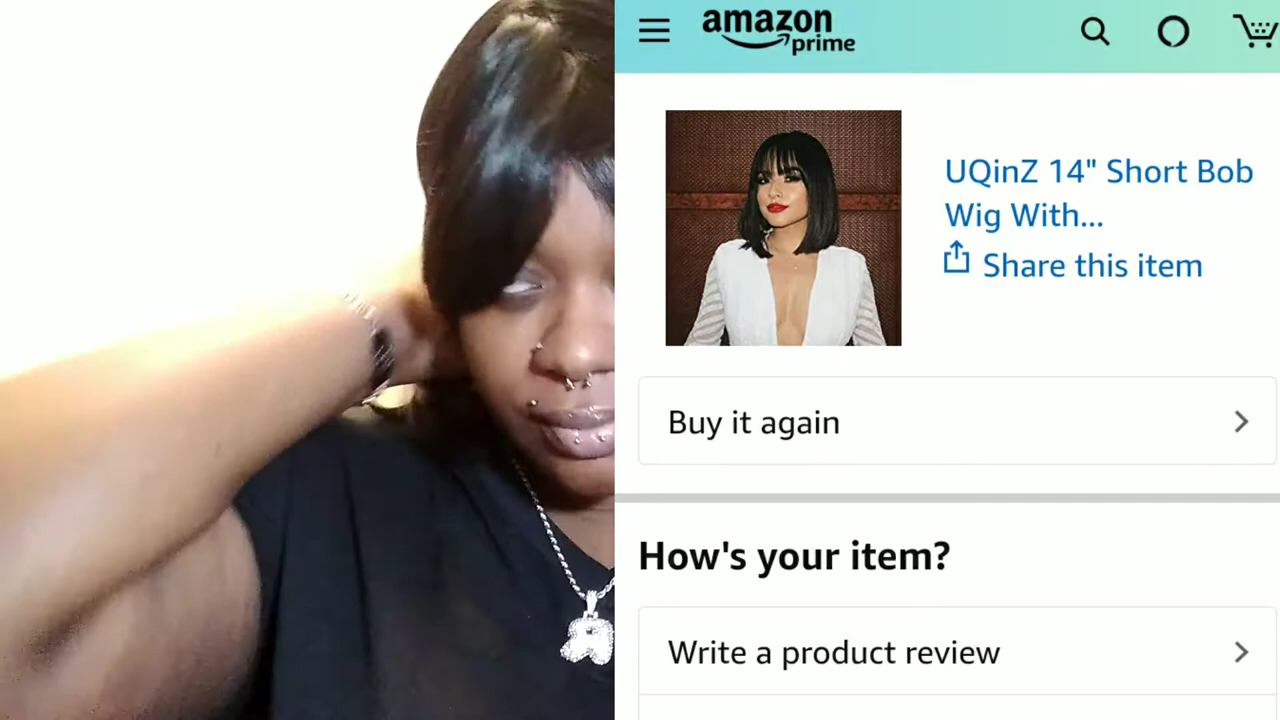 amazon
prime
UQinZ 14" Short Bob
Wig With...
Share this item
Buy it again
How's your item?
Write a product review